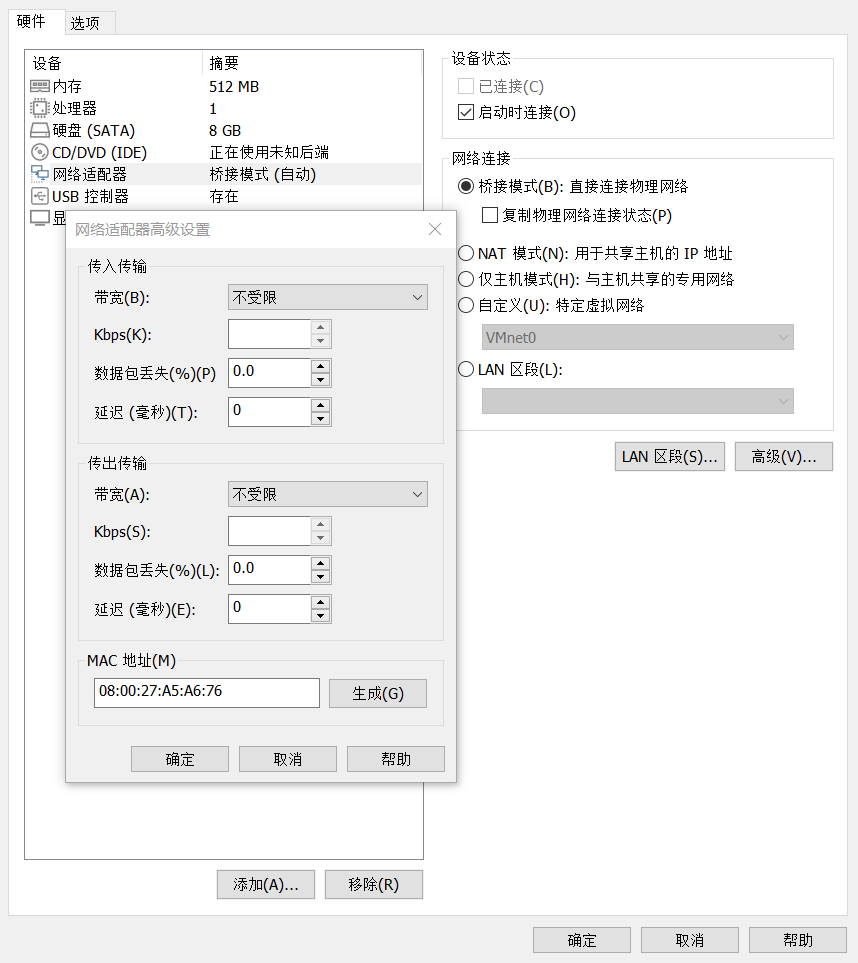 硬件 选项
设备 摘要
内存 512 MB
处理器 1
硬盘 (SATA) 8 GB
CD/DVD (IDE) 正在使用未知后端
网络适配器 桥接模式 (自动)
USB 控制器 存在
显
网络适配器高级设置
传入传输
带宽(B): 不受限
Kbps(K):
数据包丢失(%)(P) 0.0
延迟 (毫秒)(T): 0
传出传输
带宽(A): 不受限
Kbps(S):
数据包丢失(%)(L): 0.0
延迟 (毫秒)(E): 0
MAC 地址(M)
08:00:27:A5:A6:76 生成(G)
确定 取消 帮助
添加(A)... 移除(R)
设备状态
已连接(C)
启动时连接(O)
网络连接
桥接模式(B): 直接连接物理网络
复制物理网络连接状态(P)
NAT 模式(N): 用于共享主机的 IP 地址
仅主机模式(H): 与主机共享的专用网络
自定义(U): 特定虚拟网络
VMnet0
LAN 区段(L):
LAN 区段(S)... 高级(V)...
确定 取消 帮助